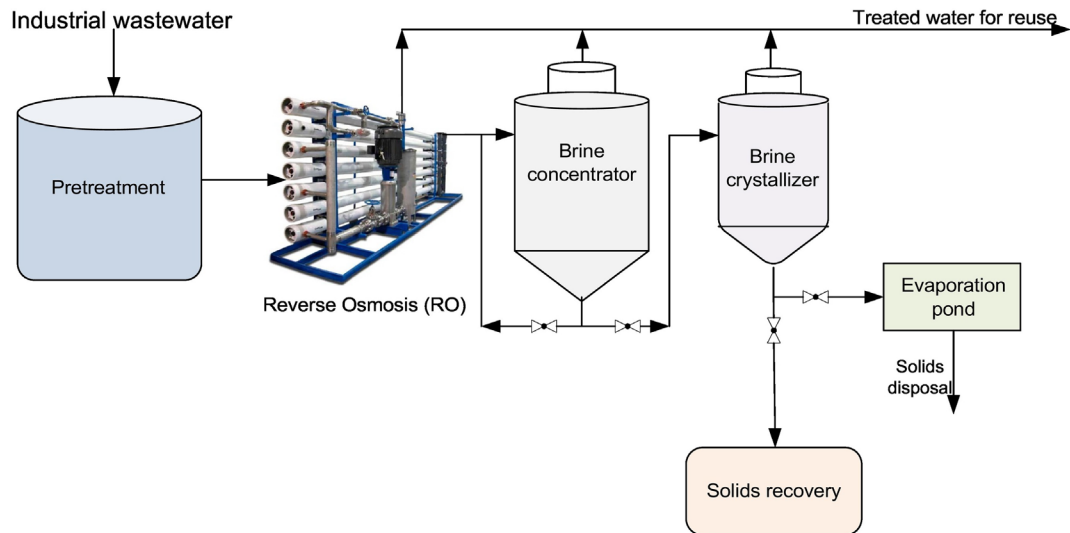 Industrial wastewater
Treated water for reuse
Pretreatment
Reverse Osmosis (RO)
Brine
concentrator
Brine
crystallizer
Evaporation
pond
Solids
disposal
Solids recovery